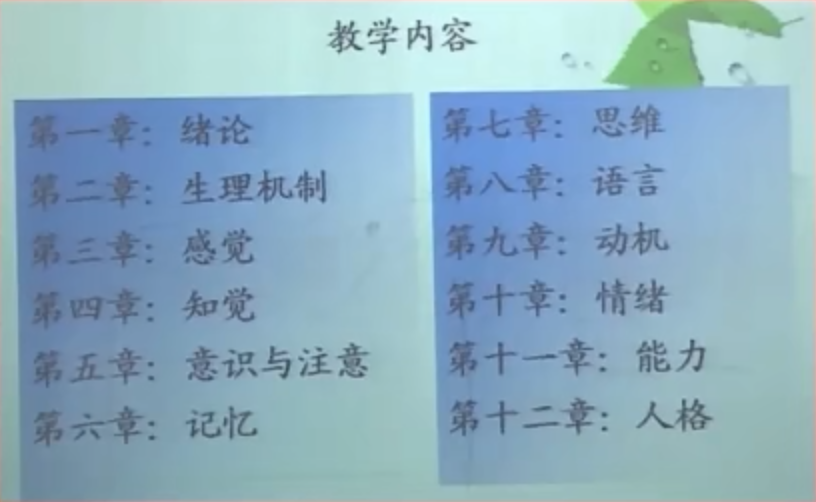 教学内容
第一章：绪论
第二章：生理机制
第三章：感觉
第四章：知觉
第五章：意识与注意
第六章：记忆
第七章：思维
第八章：语言
第九章：动机
第十章：情绪
第十一章：能力
第十二章：人格